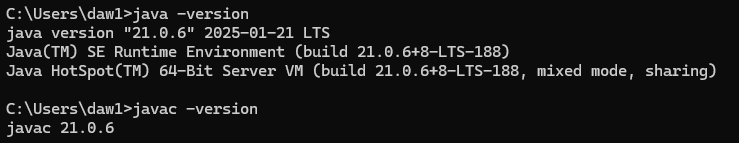 C:\Users\daw1>java -version
java version "21.0.6" 2025-01-21 LTS
Java(TM) SE Runtime Environment (build 21.0.6+8-LTS-188)
Java HotSpot(TM) 64-Bit Server VM (build 21.0.6+8-LTS-188, mixed mode, sharing)
C:\Users\daw1>javac -version
javac 21.0.6